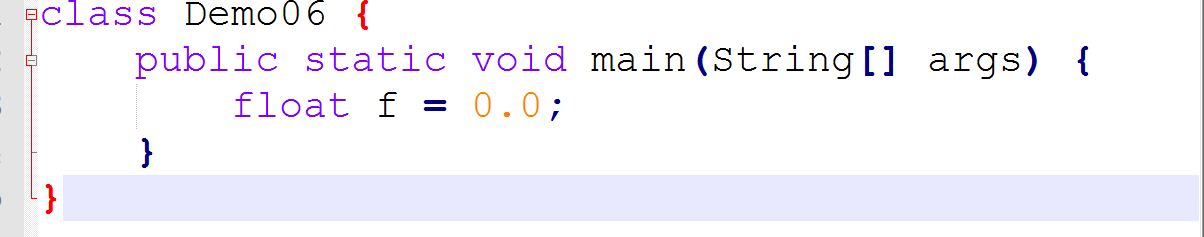 class Demo06 {
    public static void main(String[] args) {
        float f = 0.0;
    }
}